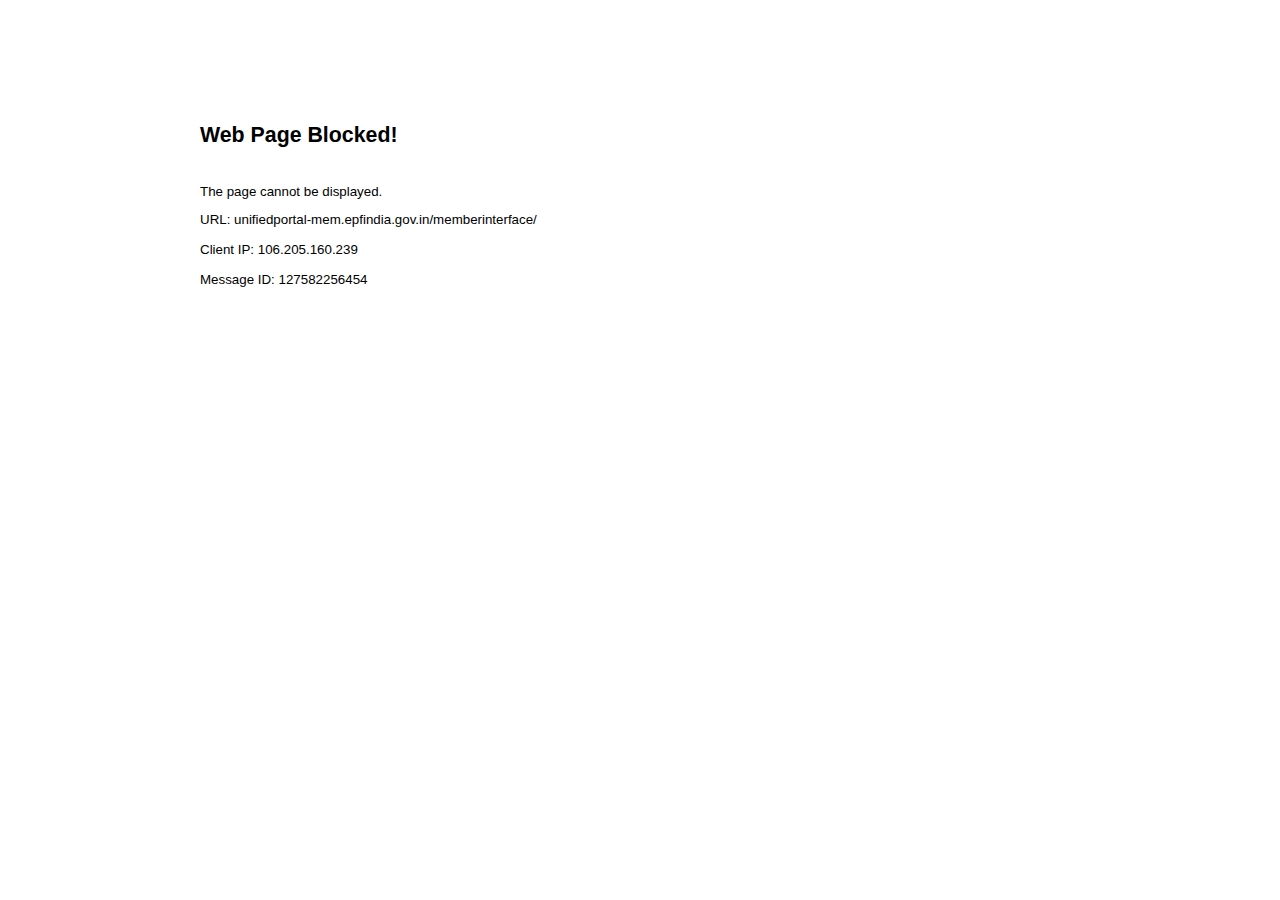 Web Page Blocked!
The page cannot be displayed.
URL: unifiedportal-mem.epfindia.gov.in/memberinterface/
Client IP: 106.205.160.239
Message ID: 127582256454